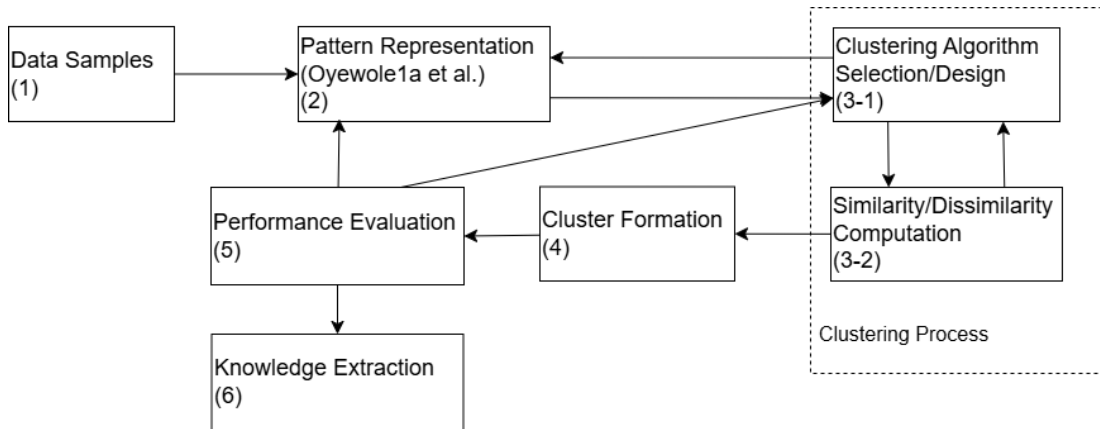 Data Samples
(1)
Pattern Representation
(Oyewole1a et al.)
(2)
Clustering Algorithm
Selection/Design
(3-1)
Performance Evaluation
(5)
Cluster Formation
(4)
Similarity/Dissimilarity
Computation
(3-2)
Clustering Process
Knowledge Extraction
(6)